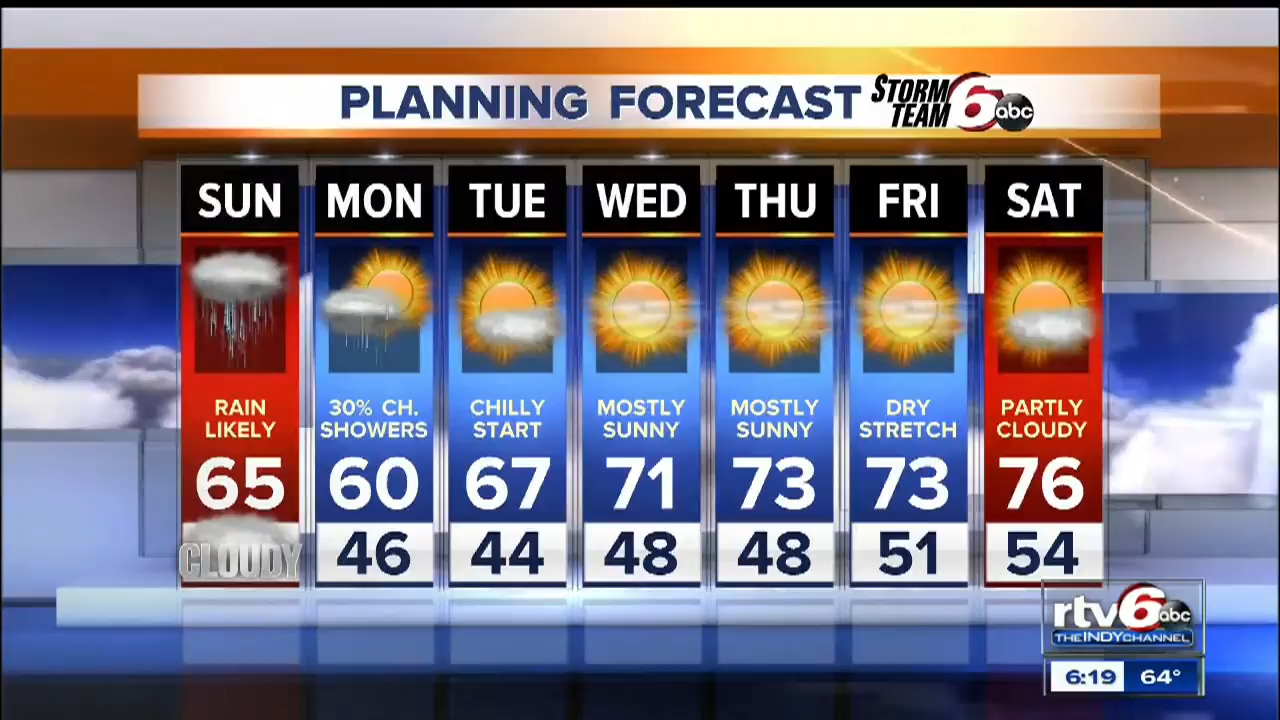 PLANNING FORECAST
STORM
TEAM 6 abc
SUN MON TUE WED THU FRI SAT
RAIN LIKELY
30% CH. SHOWERS
CHILLY START
MOSTLY SUNNY
MOSTLY SUNNY
DRY STRETCH
PARTLY CLOUDY
65 60 67 71 73 73 76
CLOUDY 46 44 48 48 51 54
rtv6 abc
THE INDY CHANNEL
6:19 64°